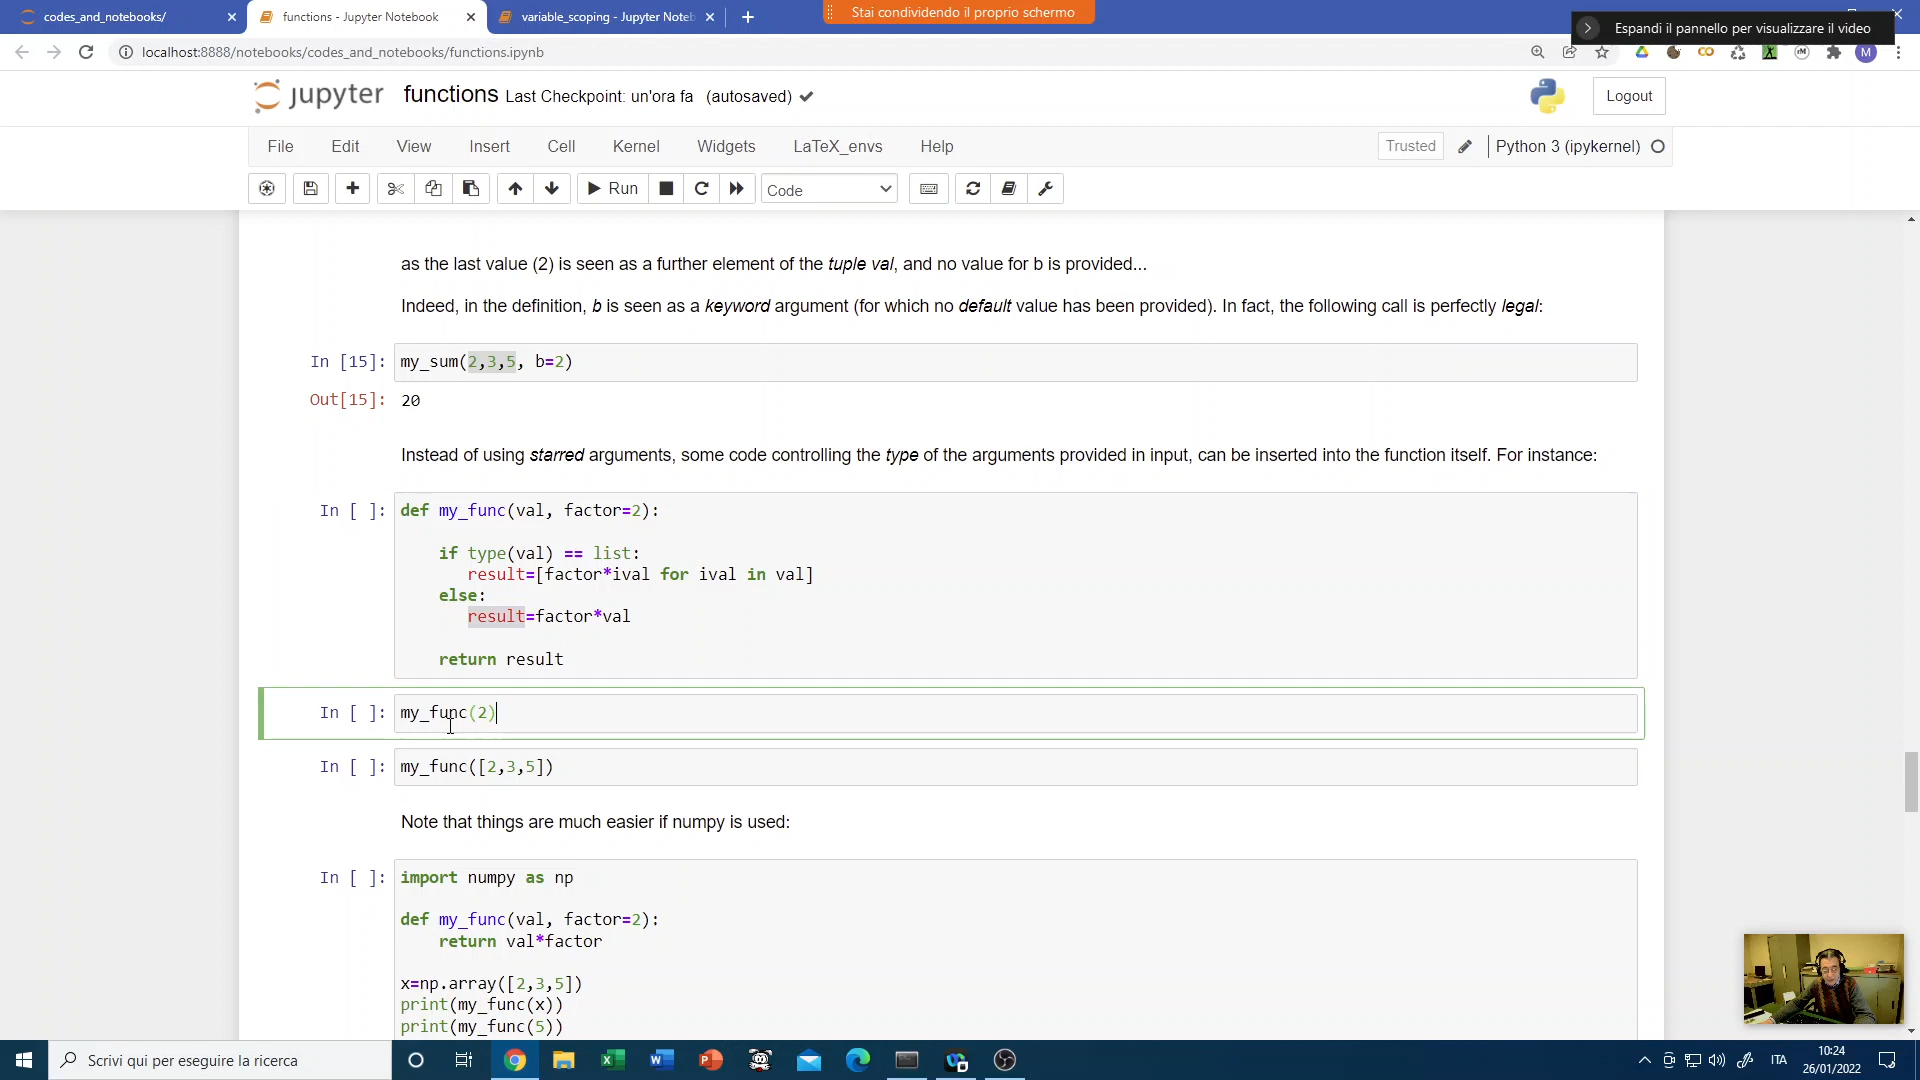 codes_and_notebooks/
functions - Jupyter Notebook
variable_scoping - Jupyter Noteb
Stai condividendo il proprio schermo
Espandi il pannello per visualizzare il video
localhost:8888/notebooks/codes_and_notebooks/functions.ipynb
M
jupyter functions Last Checkpoint: un'ora fa (autosaved)
Logout
File Edit View Insert Cell Kernel Widgets LaTeX_envs Help
Trusted
Python 3 (ipykernel)
Run
Code
as the last value (2) is seen as a further element of the tuple val, and no value for b is provided...
Indeed, in the definition, b is seen as a keyword argument (for which no default value has been provided). In fact, the following call is perfectly legal:
In [15]: my_sum(2,3,5, b=2)
Out[15]: 20
Instead of using starred arguments, some code controlling the type of the arguments provided in input, can be inserted into the function itself. For instance:
In [ ]: def my_func(val, factor=2):
if type(val) == list:
result=[factor*ival for ival in val]
else:
result=factor*val
return result
In [ ]: my_func(2)
In [ ]: my_func([2,3,5])
Note that things are much easier if numpy is used:
In [ ]: import numpy as np
def my_func(val, factor=2):
return val*factor
x=np.array([2,3,5])
print(my_func(x))
print(my_func(5))
Scrivi qui per eseguire la ricerca
ITA
10:24
26/01/2022